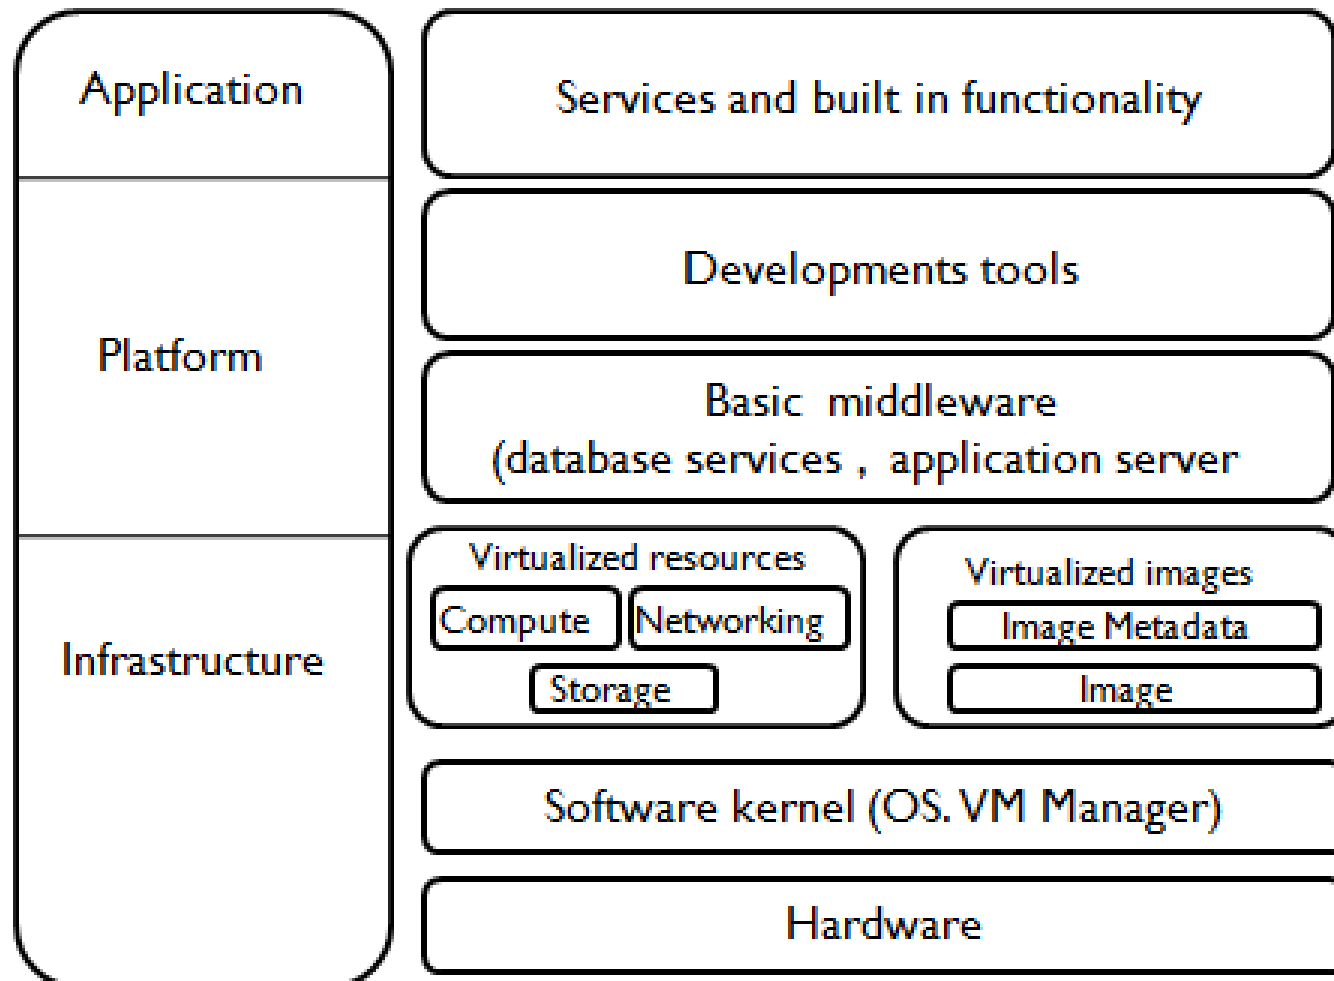 Application
Services and built in functionality
Developments tools
Platform
Basic middleware
(database services , application server
Virtualized resources
Compute
Networking
Storage
Virtualized images
Image Metadata
Image
Infrastructure
Software kernel (OS. VM Manager)
Hardware